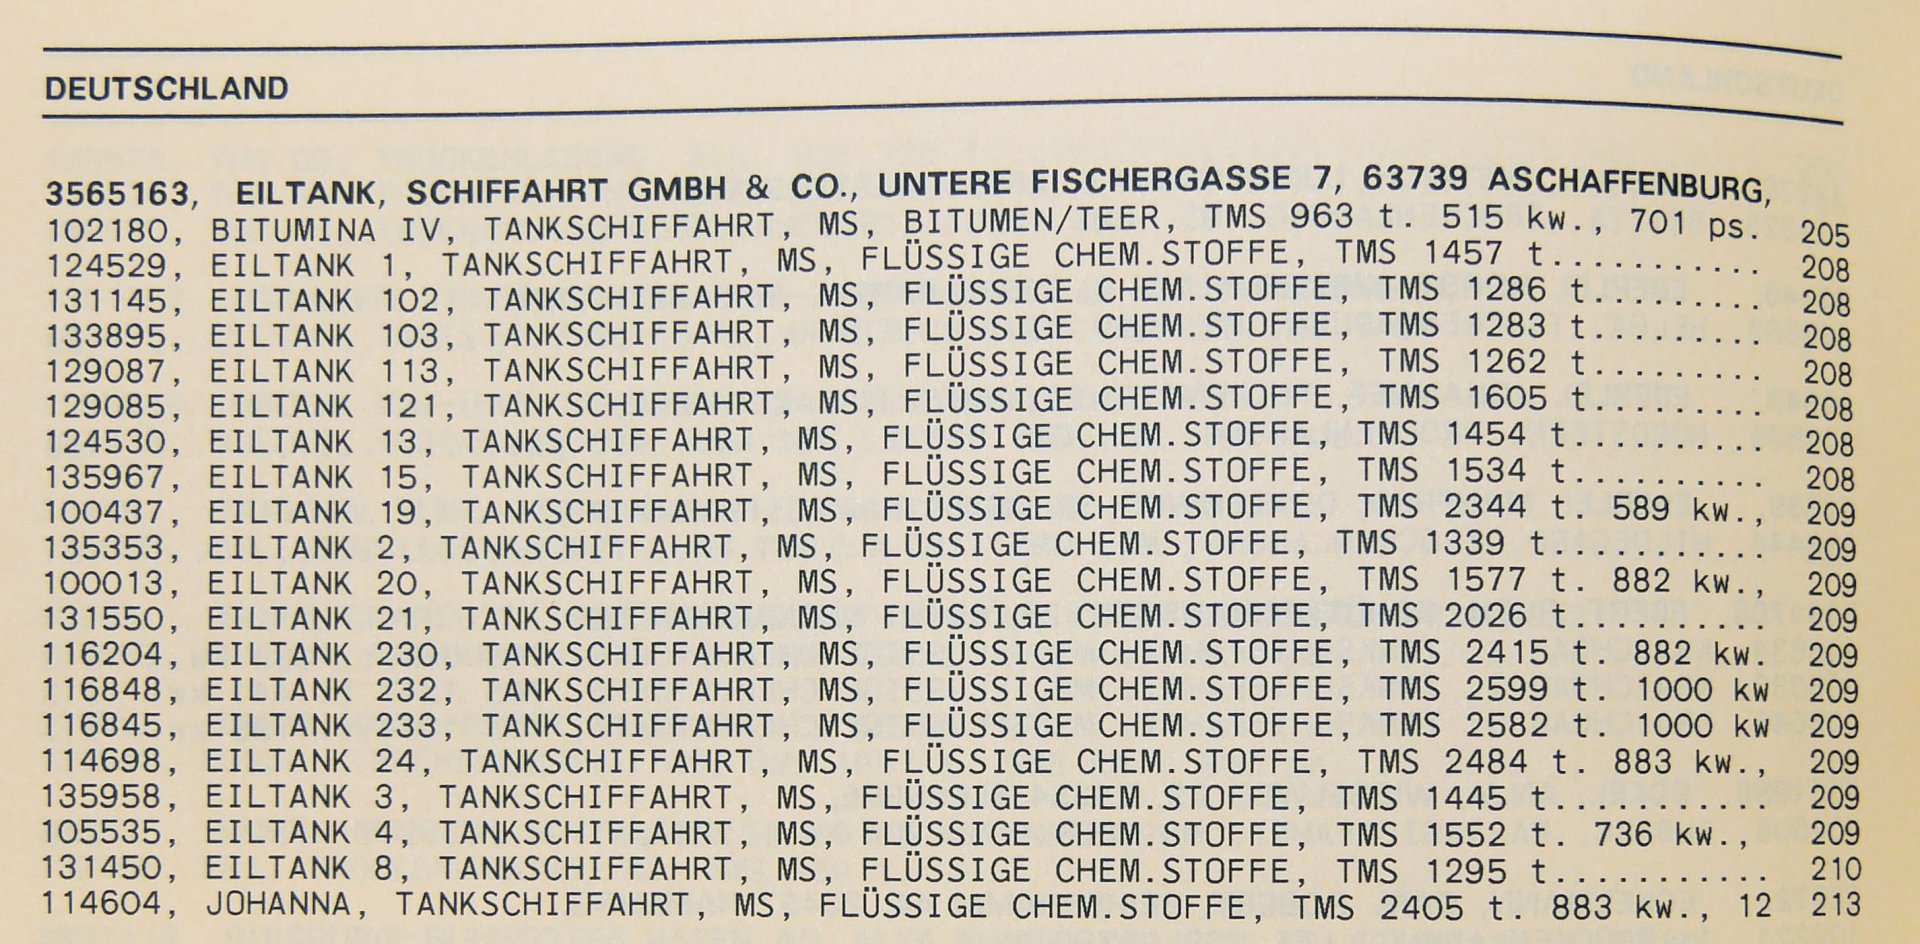 DEUTSCHLAND
3565163, EILTANK, SCHIFFAHRT GMBH & CO., UNTERE FISCHERGASSE 7, 63739 ASCHAFFENBURG,
102180, BITUMINA IV, TANKSCHIFFAHRT, MS, BITUMEN/TEER, TMS 963 t. 515 kw., 701 ps. 205
124529, EILTANK 1, TANKSCHIFFAHRT, MS, FLÜSSIGE CHEM.STOFFE, TMS 1457 t........... 208
131145, EILTANK 102, TANKSCHIFFAHRT, MS, FLÜSSIGE CHEM.STOFFE, TMS 1286 t......... 208
133895, EILTANK 103, TANKSCHIFFAHRT, MS, FLÜSSIGE CHEM.STOFFE, TMS 1283 t......... 208
129087, EILTANK 113, TANKSCHIFFAHRT, MS, FLÜSSIGE CHEM.STOFFE, TMS 1262 t......... 208
129085, EILTANK 121, TANKSCHIFFAHRT, MS, FLÜSSIGE CHEM.STOFFE, TMS 1605 t......... 208
124530, EILTANK 13, TANKSCHIFFAHRT, MS, FLÜSSIGE CHEM.STOFFE, TMS 1454 t.......... 208
135967, EILTANK 15, TANKSCHIFFAHRT, MS, FLÜSSIGE CHEM.STOFFE, TMS 1534 t.......... 208
100437, EILTANK 19, TANKSCHIFFAHRT, MS, FLÜSSIGE CHEM.STOFFE, TMS 2344 t. 589 kw., 209
135353, EILTANK 2, TANKSCHIFFAHRT, MS, FLÜSSIGE CHEM.STOFFE, TMS 1339 t........... 209
100013, EILTANK 20, TANKSCHIFFAHRT, MS, FLÜSSIGE CHEM.STOFFE, TMS 1577 t. 882 kw., 209
131550, EILTANK 21, TANKSCHIFFAHRT, MS, FLÜSSIGE CHEM.STOFFE, TMS 2026 t.......... 209
116204, EILTANK 230, TANKSCHIFFAHRT, MS, FLÜSSIGE CHEM.STOFFE, TMS 2415 t. 882 kw. 209
116848, EILTANK 232, TANKSCHIFFAHRT, MS, FLÜSSIGE CHEM.STOFFE, TMS 2599 t. 1000 kw 209
116845, EILTANK 233, TANKSCHIFFAHRT, MS, FLÜSSIGE CHEM.STOFFE, TMS 2582 t. 1000 kw 209
114698, EILTANK 24, TANKSCHIFFAHRT, MS, FLÜSSIGE CHEM.STOFFE, TMS 2484 t. 883 kw., 209
135958, EILTANK 3, TANKSCHIFFAHRT, MS, FLÜSSIGE CHEM.STOFFE, TMS 1445 t........... 209
105535, EILTANK 4, TANKSCHIFFAHRT, MS, FLÜSSIGE CHEM.STOFFE, TMS 1552 t. 736 kw., 209
131450, EILTANK 8, TANKSCHIFFAHRT, MS, FLÜSSIGE CHEM.STOFFE, TMS 1295 t........... 210
114604, JOHANNA, TANKSCHIFFAHRT, MS, FLÜSSIGE CHEM.STOFFE, TMS 2405 t. 883 kw., 12 213